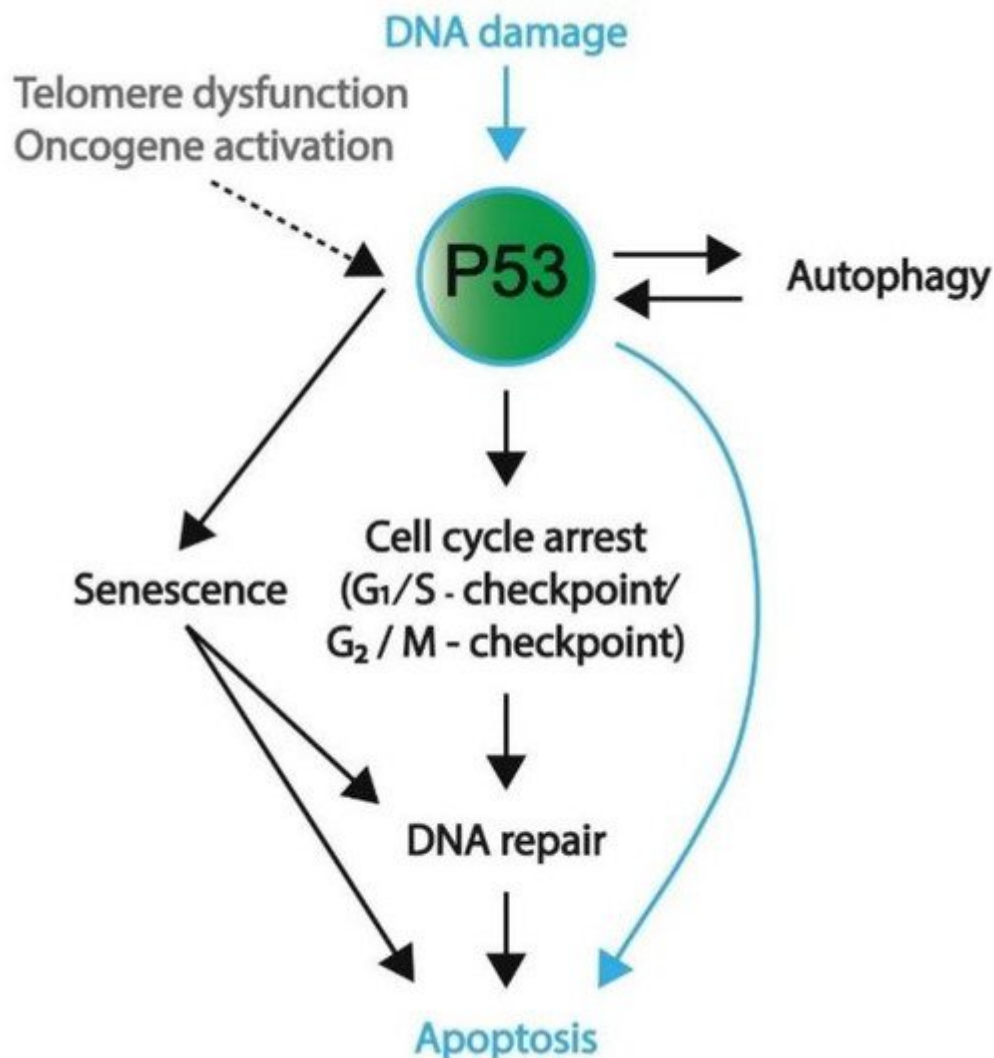 DNA damage
Telomere dysfunction
Oncogene activation
P53
Autophagy
Senescence
Cell cycle arrest
(G₁/S - checkpoint/
G₂ / M - checkpoint)
DNA repair
Apoptosis